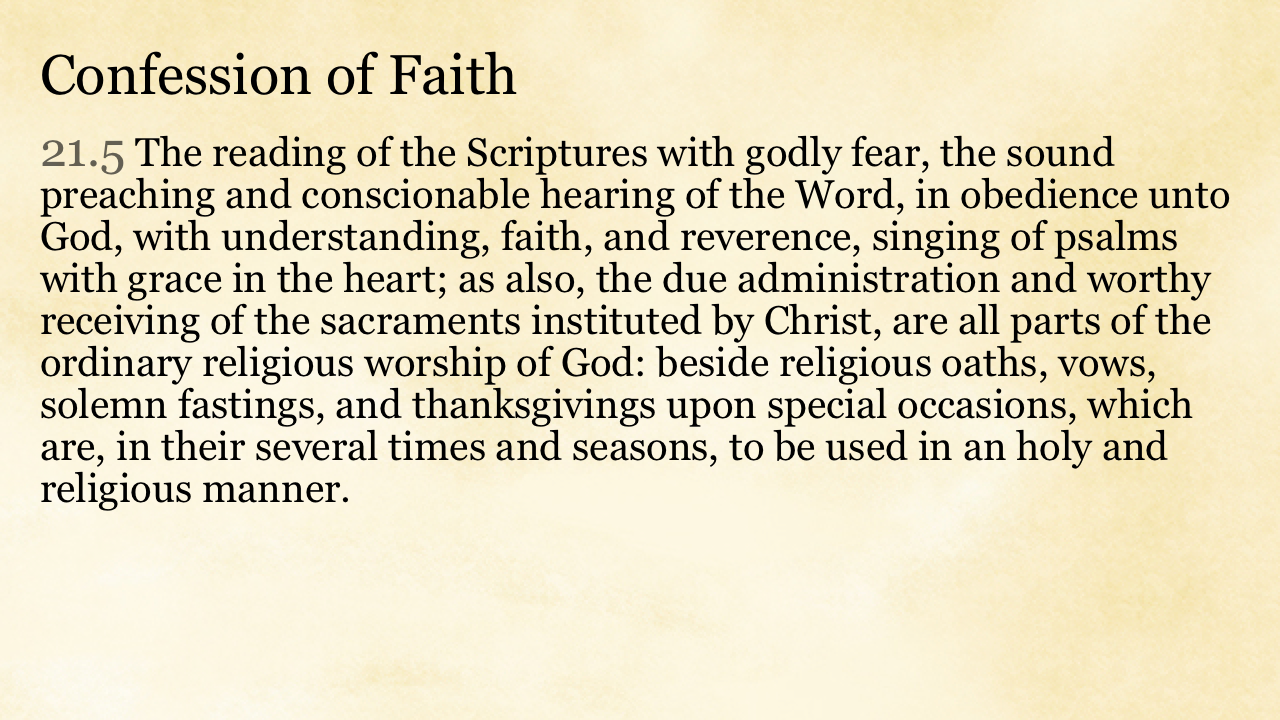 Confession of Faith
21.5 The reading of the Scriptures with godly fear, the sound
preaching and conscionable hearing of the Word, in obedience unto
God, with understanding, faith, and reverence, singing of psalms
with grace in the heart; as also, the due administration and worthy
receiving of the sacraments instituted by Christ, are all parts of the
ordinary religious worship of God: beside religious oaths, vows,
solemn fastings, and thanksgivings upon special occasions, which
are, in their several times and seasons, to be used in an holy and
religious manner.